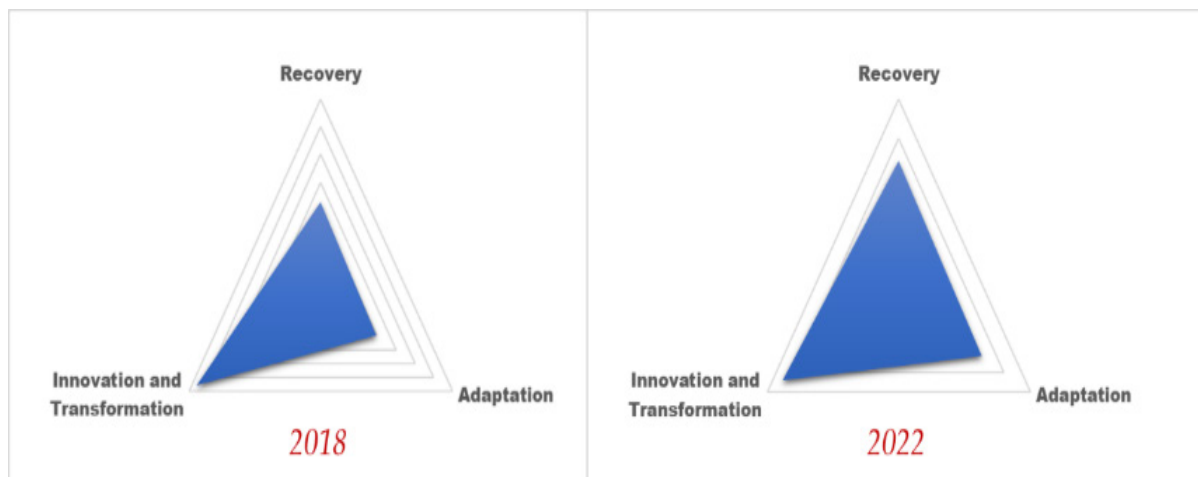 Recovery
Innovation and
Transformation
Adaptation
2018
Recovery
Innovation and
Transformation
Adaptation
2022